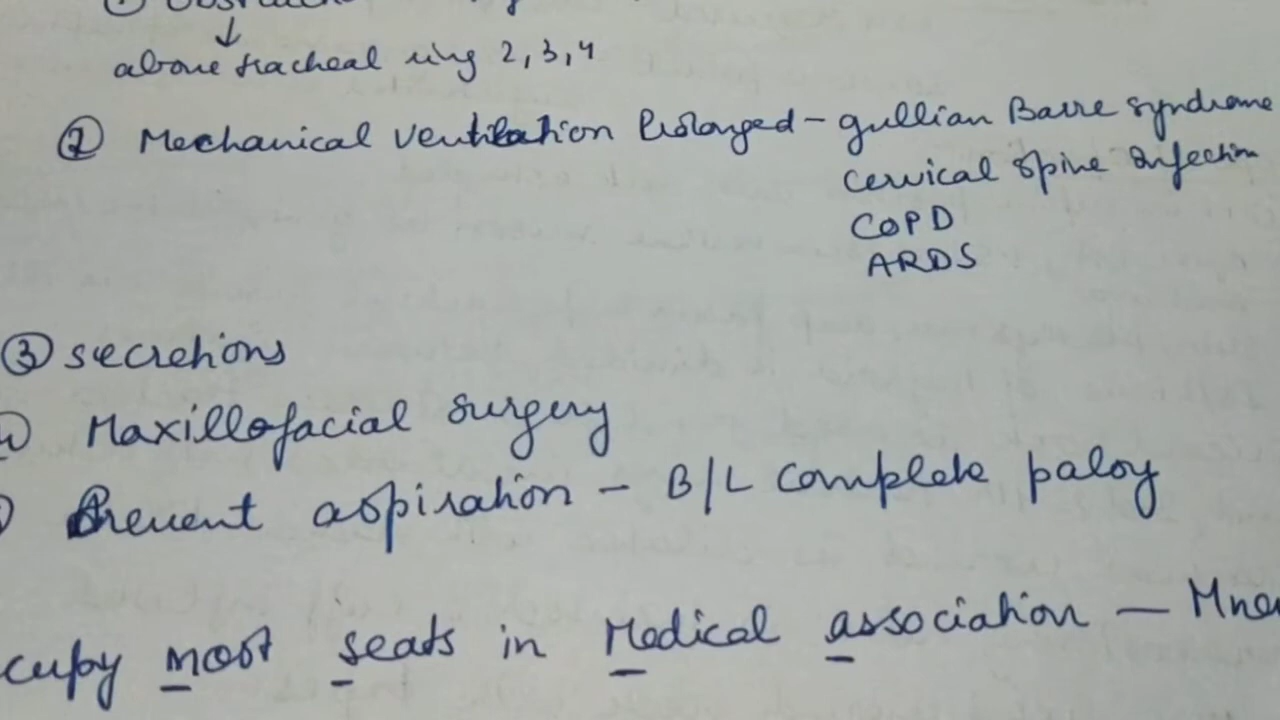 above tracheal ring 2, 3, 4
② Mechanical ventilation Prolonged - gullian Barre syndrome
cervical spine infection
COPD
ARDS
③ secretions
Maxillofacial surgery
Prevent aspiration - B/L complete palsy
cupy most seats in Medical association — Mne